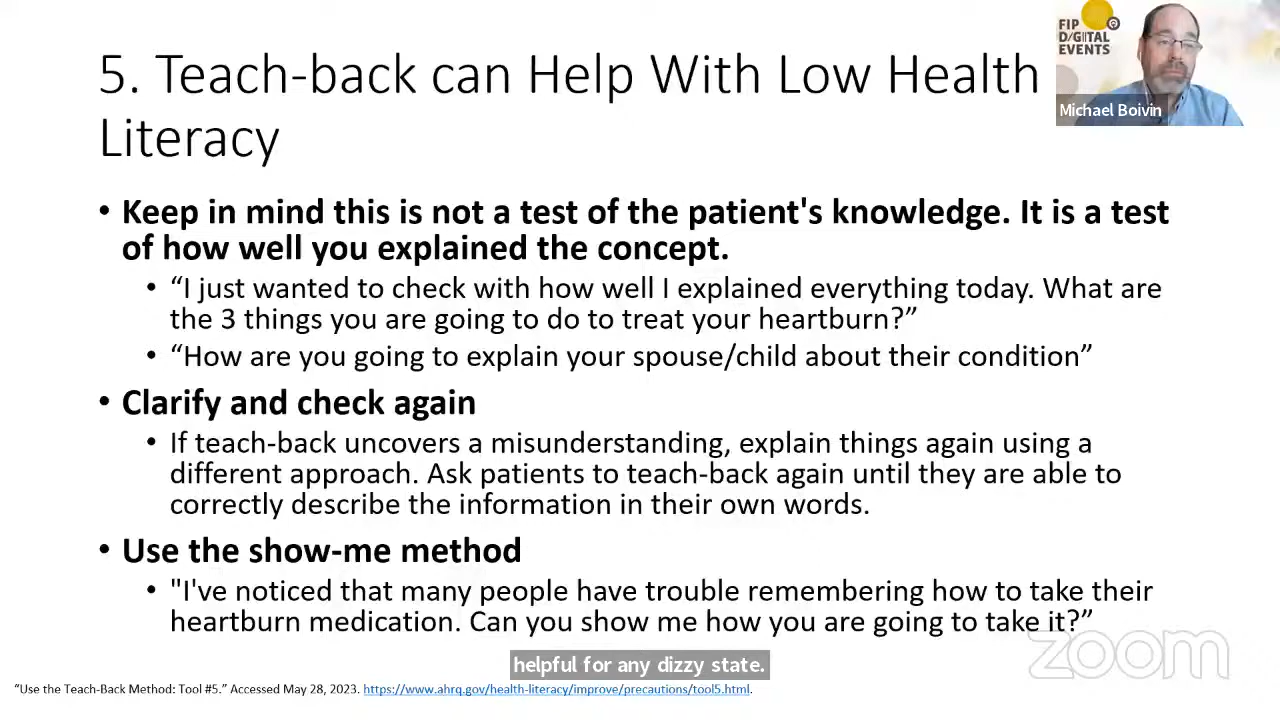 5. Teach-back can Help With Low Health
Literacy
FIP
DIGITAL
EVENTS
Michael Boivin
• Keep in mind this is not a test of the patient's knowledge. It is a test
of how well you explained the concept.
• “I just wanted to check with how well I explained everything today. What are
the 3 things you are going to do to treat your heartburn?”
• “How are you going to explain your spouse/child about their condition”
• Clarify and check again
• If teach-back uncovers a misunderstanding, explain things again using a
different approach. Ask patients to teach-back again until they are able to
correctly describe the information in their own words.
• Use the show-me method
• "I've noticed that many people have trouble remembering how to take their
heartburn medication. Can you show me how you are going to take it?”
zoom
helpful for any dizzy state.
“Use the Teach-Back Method: Tool #5.” Accessed May 28, 2023. https://www.ahrq.gov/health-literacy/improve/precautions/tool5.html.